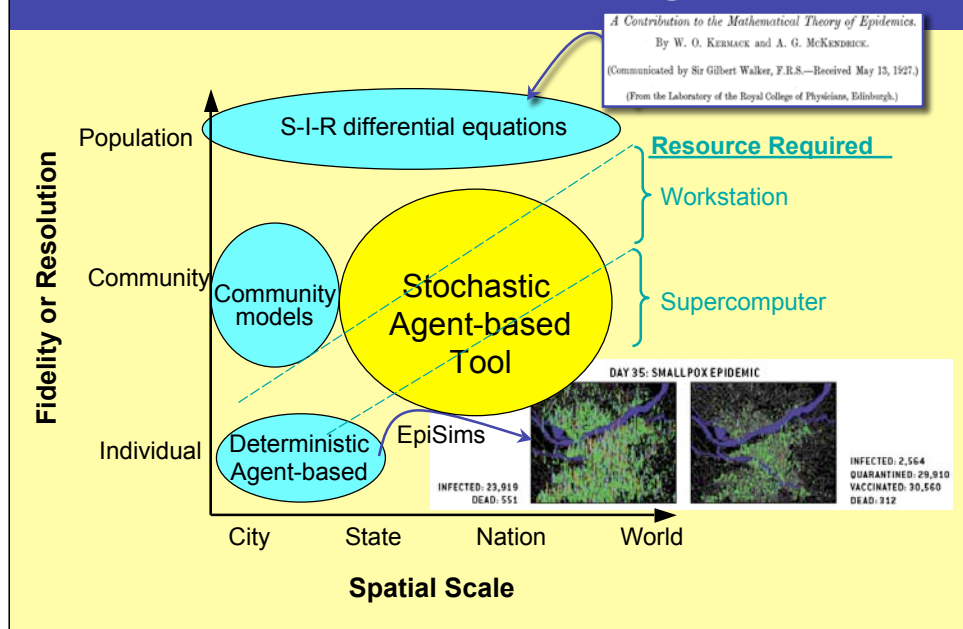 A Contribution to the Mathematical Theory of Epidemics.
By W. O. KERMACK and A. G. MCKENDRICK.
(Communicated by Sir Gilbert Walker, F.R.S.—Received May 13, 1927.)
(From the Laboratory of the Royal College of Physicians, Edinburgh.)
Fidelity or Resolution
Population
S-I-R differential equations
Resource Required
Workstation
Community
Community
models
Stochastic
Agent-based
Tool
Supercomputer
DAY 35: SMALLPOX EPIDEMIC
Individual
Deterministic
Agent-based
EpiSims
INFECTED: 23,919
DEAD: 551
INFECTED: 2,564
QUARANTINED: 29,910
VACCINATED: 30,560
DEAD: 312
City
State
Nation
World
Spatial Scale